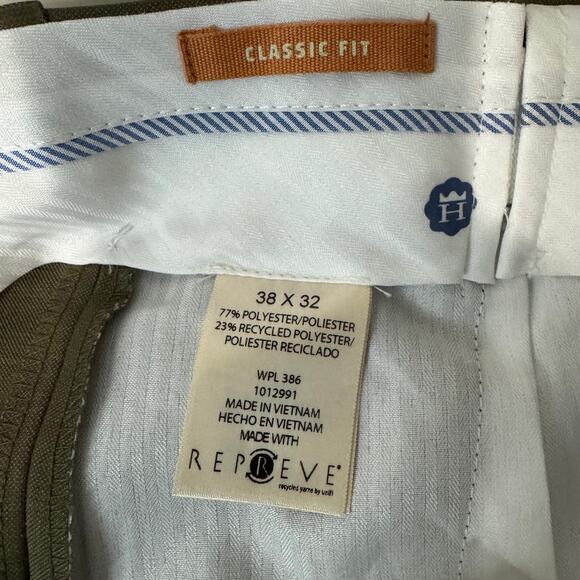 CLASSIC FIT
H
38 X 32
77% POLYESTER/POLIESTER
23% RECYCLED POLYESTER/
POLIESTER RECICLADO
WPL 386
1012991
MADE IN VIETNAM
HECHO EN VIETNAM
MADE WITH
REPREVE®
recycled yarns by unifi